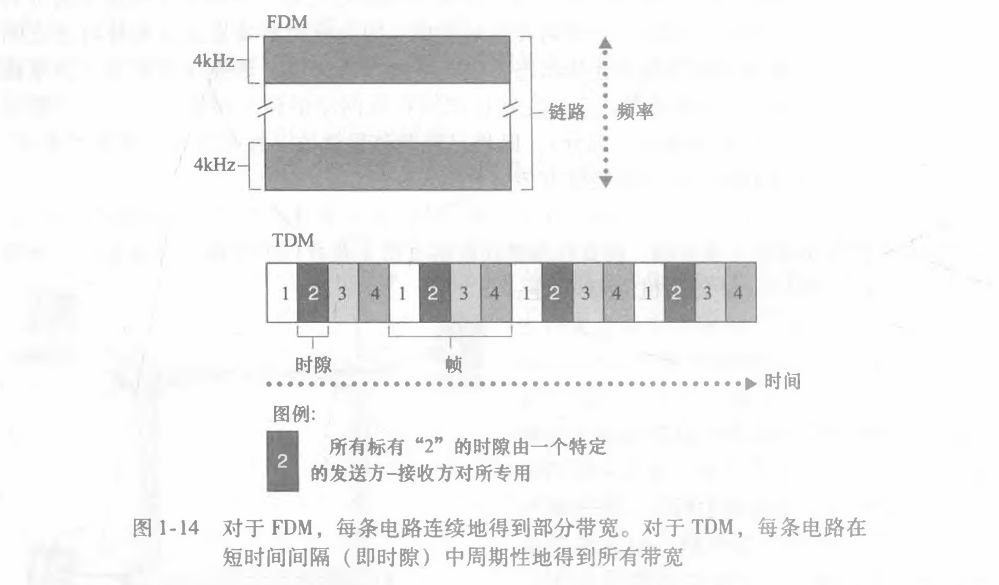 FDM
4kHz
链路
频率
4kHz
TDM
1 2 3 4 1 2 3 4 1 2 3 4 1 2 3 4
时隙
帧
时间
图例:
2
所有标有“2”的时隙由一个特定
的发送方-接收方对所专用
图 1-14 对于 FDM，每条电路连续地得到部分带宽。对于 TDM，每条电路在
短时间间隔（即时隙）中周期性地得到所有带宽